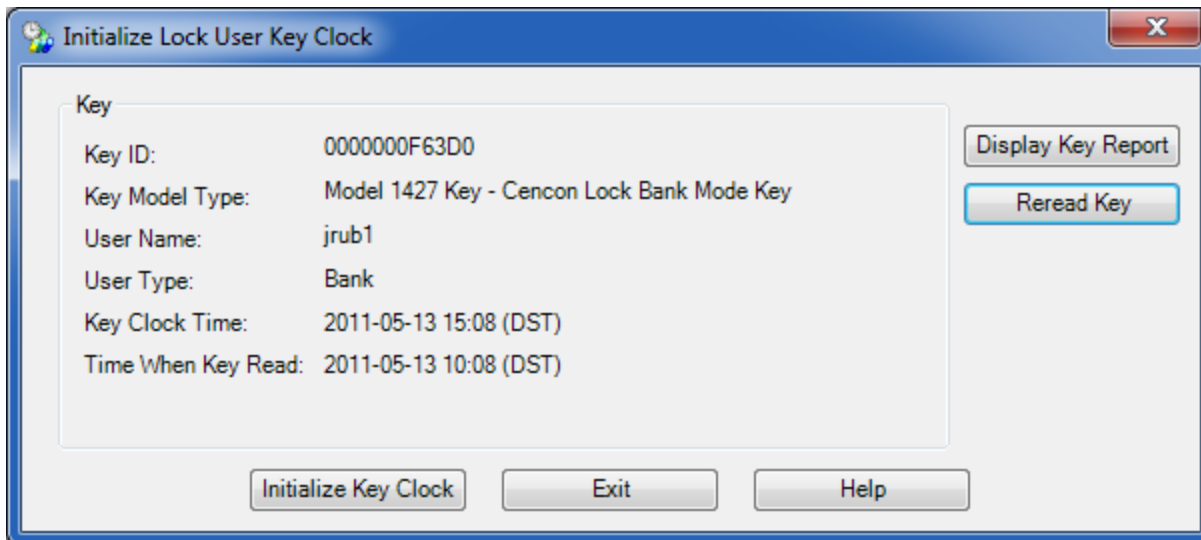 Initialize Lock User Key Clock
Key
Key ID: 0000000F63D0
Key Model Type: Model 1427 Key - Cencon Lock Bank Mode Key
User Name: jrub1
User Type: Bank
Key Clock Time: 2011-05-13 15:08 (DST)
Time When Key Read: 2011-05-13 10:08 (DST)
Display Key Report
Reread Key
Initialize Key Clock
Exit
Help